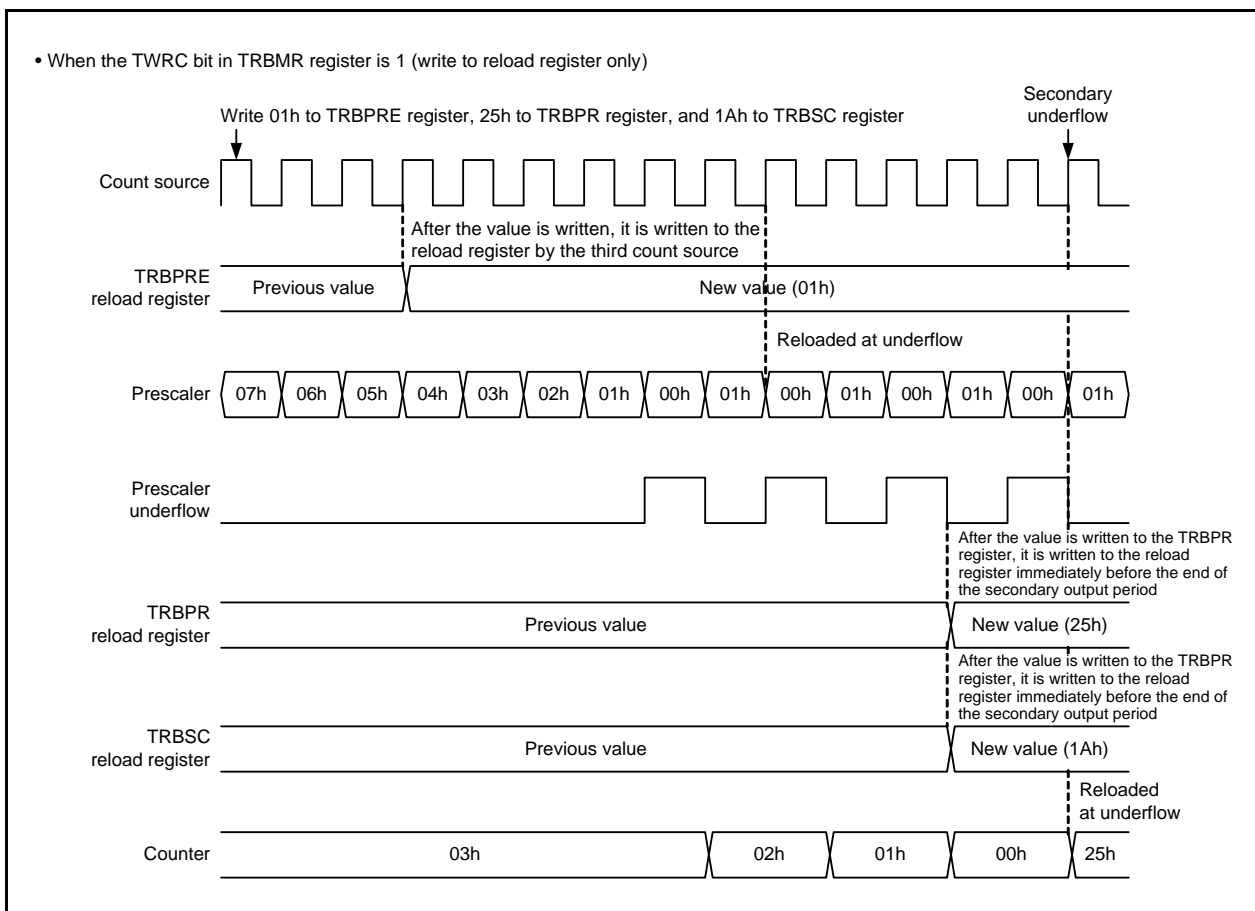 • When the TWRC bit in TRBMR register is 1 (write to reload register only)
Write 01h to TRBPRE register, 25h to TRBPR register, and 1Ah to TRBSC register
Secondary
underflow
Count source
After the value is written, it is written to the
reload register by the third count source
TRBPRE
reload register
Previous value
New value (01h)
Reloaded at underflow
Prescaler
07h 06h 05h 04h 03h 02h 01h 00h 01h 00h 01h 00h 01h 00h 01h
Prescaler
underflow
After the value is written to the TRBPR
register, it is written to the reload
register immediately before the end of
the secondary output period
TRBPR
reload register
Previous value
New value (25h)
After the value is written to the TRBPR
register, it is written to the reload
register immediately before the end of
the secondary output period
TRBSC
reload register
Previous value
New value (1Ah)
Reloaded
at underflow
Counter
03h 02h 01h 00h 25h